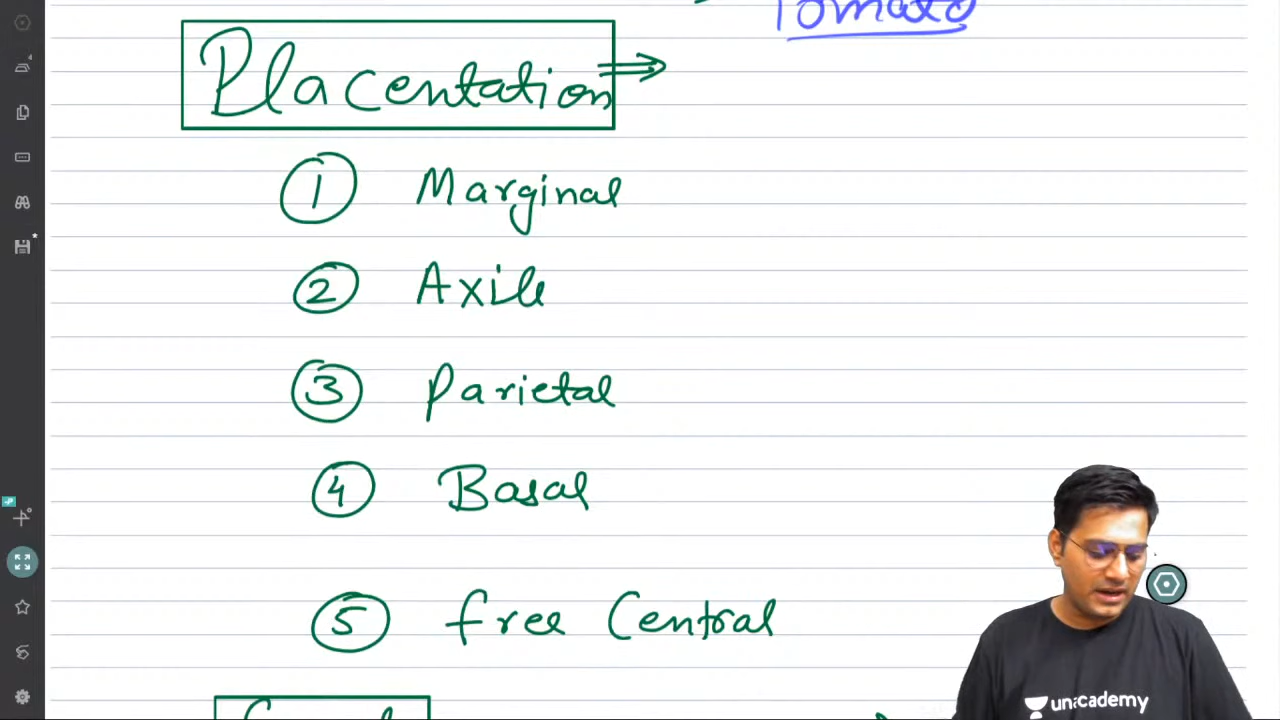 Tomato
Placentation ⇒
1 Marginal
2 Axile
3 Parietal
4 Basal
5 free Central
unacademy